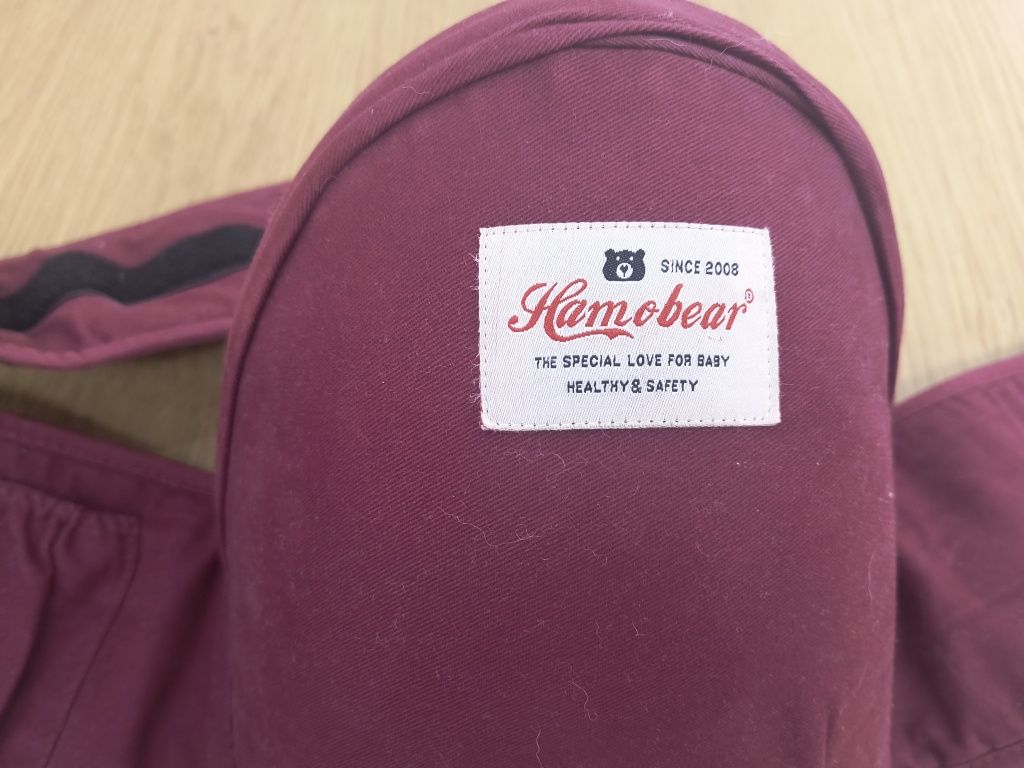 SINCE 2008
Hamobear®
THE SPECIAL LOVE FOR BABY
HEALTHY & SAFETY